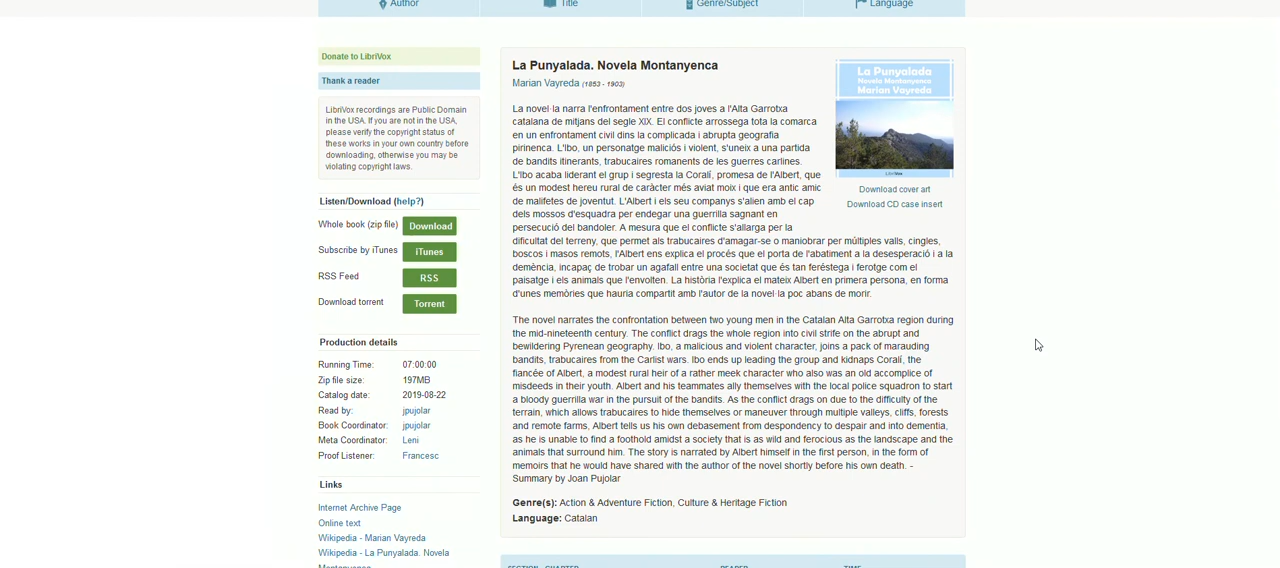 Author
Title
Genre/Subject
Language
Donate to LibriVox
Thank a reader
LibriVox recordings are Public Domain
in the USA. If you are not in the USA,
please verify the copyright status of
these works in your own country before
downloading, otherwise you may be
violating copyright laws.
Listen/Download (help?)
Whole book (zip file) Download
Subscribe by iTunes iTunes
RSS Feed RSS
Download torrent Torrent
Production details
Running Time: 07:00:00
Zip file size: 197MB
Catalog date: 2019-08-22
Read by: jpujolar
Book Coordinator: jpujolar
Meta Coordinator: Leni
Proof Listener: Francesc
Links
Internet Archive Page
Online text
Wikipedia - Marian Vayreda
Wikipedia - La Punyalada. Novela
Montanyenca
La Punyalada. Novela Montanyenca
Marian Vayreda (1853 - 1903)
La novel·la narra l'enfrontament entre dos joves a l'Alta Garrotxa
catalana de mitjans del segle XIX. El conflicte arrossega tota la comarca
en un enfrontament civil dins la complicada i abrupta geografia
pirinenca. L'Ibo, un personatge maliciós i violent, s'uneix a una partida
de bandits itinerants, trabucaires romanents de les guerres carlines.
L'Ibo acaba liderant el grup i segresta la Coralí, promesa de l'Albert, que
és un modest hereu rural de caràcter més aviat moix i que era antic amic
de malifetes de joventut. L'Albert i els seu companys s'alien amb el cap
dels mossos d'esquadra per endegar una guerrilla sagnant en
persecució del bandoler. A mesura que el conflicte s'allarga per la
dificultat del terreny, que permet als trabucaires d'amagar-se o maniobrar per múltiples valls, cingles,
boscos i masos remots, l'Albert ens explica el procés que el porta de l'abatiment a la desesperació i a la
demència, incapaç de trobar un agafall entre una societat que és tan feréstega i ferotge com el
paisatge i els animals que l'envolten. La història l'explica el mateix Albert en primera persona, en forma
d'unes memòries que hauria compartit amb l'autor de la novel·la poc abans de morir.
La Punyalada
Novela Montanyenca
Marian Vayreda
LibriVox
Download cover art
Download CD case insert
The novel narrates the confrontation between two young men in the Catalan Alta Garrotxa region during
the mid-nineteenth century. The conflict drags the whole region into civil strife on the abrupt and
bewildering Pyrenean geography. Ibo, a malicious and violent character, joins a pack of marauding
bandits, trabucaires from the Carlist wars. Ibo ends up leading the group and kidnaps Coralí, the
fiancée of Albert, a modest rural heir of a rather meek character who also was an old accomplice of
misdeeds in their youth. Albert and his teammates ally themselves with the local police squadron to start
a bloody guerrilla war in the pursuit of the bandits. As the conflict drags on due to the difficulty of the
terrain, which allows trabucaires to hide themselves or maneuver through multiple valleys, cliffs, forests
and remote farms, Albert tells us his own debasement from despondency to despair and into dementia,
as he is unable to find a foothold amidst a society that is as wild and ferocious as the landscape and the
animals that surround him. The story is narrated by Albert himself in the first person, in the form of
memoirs that he would have shared with the author of the novel shortly before his own death. -
Summary by Joan Pujolar
Genre(s): Action & Adventure Fiction, Culture & Heritage Fiction
Language: Catalan
SECTION CHAPTER READER TIME